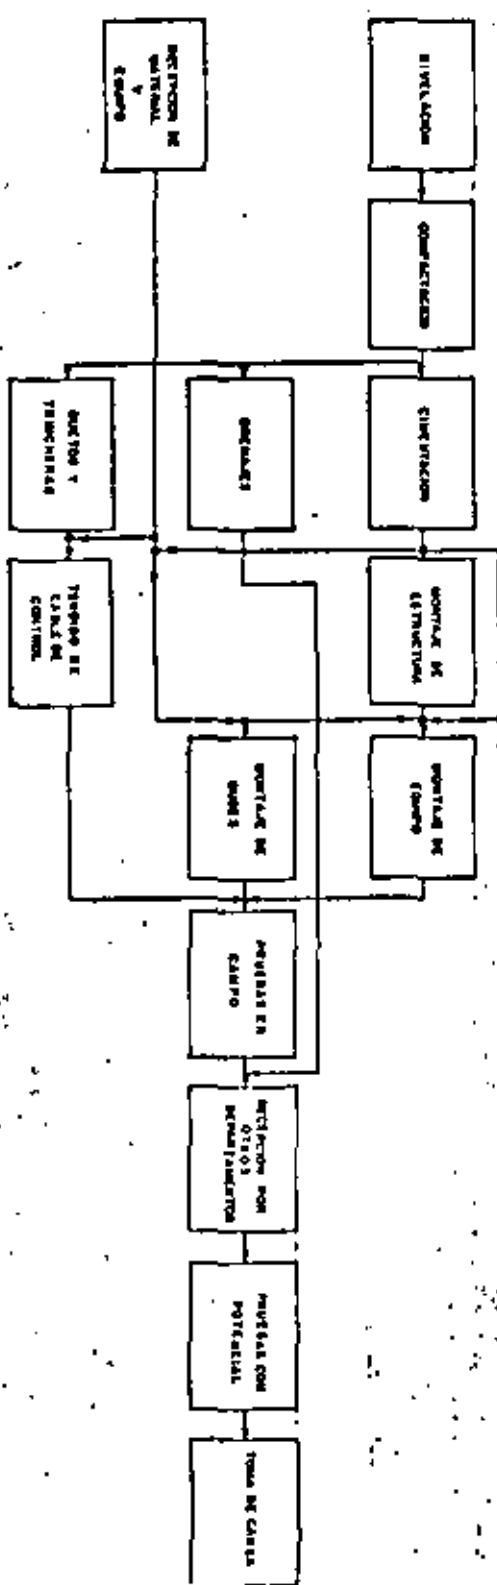 NIVELACION
COMPACTACION
CIMENTACION
MONTAJE DE
ESTRUCTURA
MONTAJE DE
EQUIPO
RECEPCION DE
MATERIAL
Y
EQUIPO
DRENAJES
MONTAJE DE
BUSES
PRUEBAS EN
CAMPO
RECEPCION POR
OTROS
DEPARTAMENTOS
PRUEBAS CON
POTENCIAL
TOMA DE CARGA
DUCTOS Y
TRINCHERAS
TENDIDO DE
CABLE DE
CONTROL